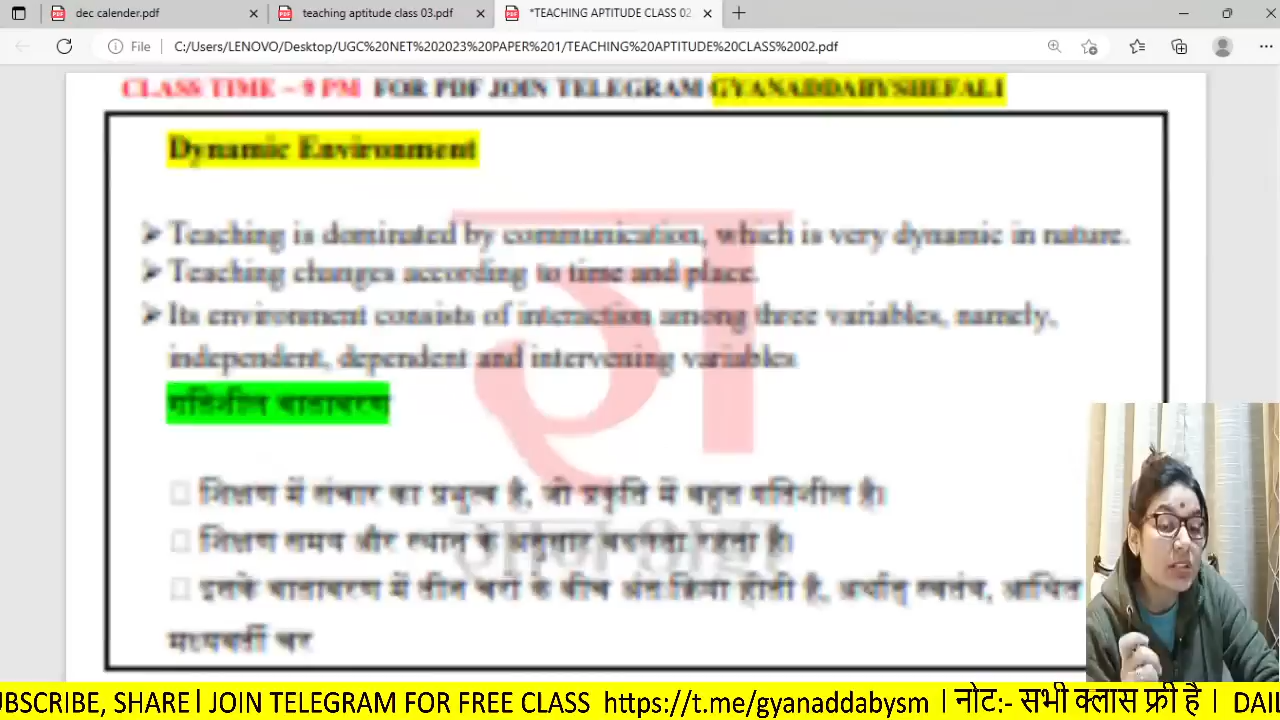 dec calender.pdf
teaching aptitude class 03.pdf
*TEACHING APTITUDE CLASS 02
File
C:/Users/LENOVO/Desktop/UGC%20NET%202023%20PAPER%201/TEACHING%20APTITUDE%20CLASS%2002.pdf
CLASS TIME – 9 PM FOR PDF JOIN TELEGRAM GYANADDABYSHEFALI
Dynamic Environment
➤ Teaching is dominated by communication, which is very dynamic in nature.
➤ Teaching changes according to time and place.
➤ Its environment consists of interaction among three variables, namely,
independent, dependent and intervening variables
गतिशील वातावरण
शिक्षण में संचार का प्रभुत्व है, जो प्रकृति में बहुत गतिशील है।
शिक्षण समय और स्थान के अनुसार बदलता रहता है।
इसके वातावरण में तीन चरों के बीच अंतःक्रिया होती है, अर्थात् स्वतंत्र, आश्रित
मध्यवर्ती चर
UBSCRIBE, SHARE। JOIN TELEGRAM FOR FREE CLASS https://t.me/gyanaddabysm । नोट:- सभी क्लास फ्री है । DAIL